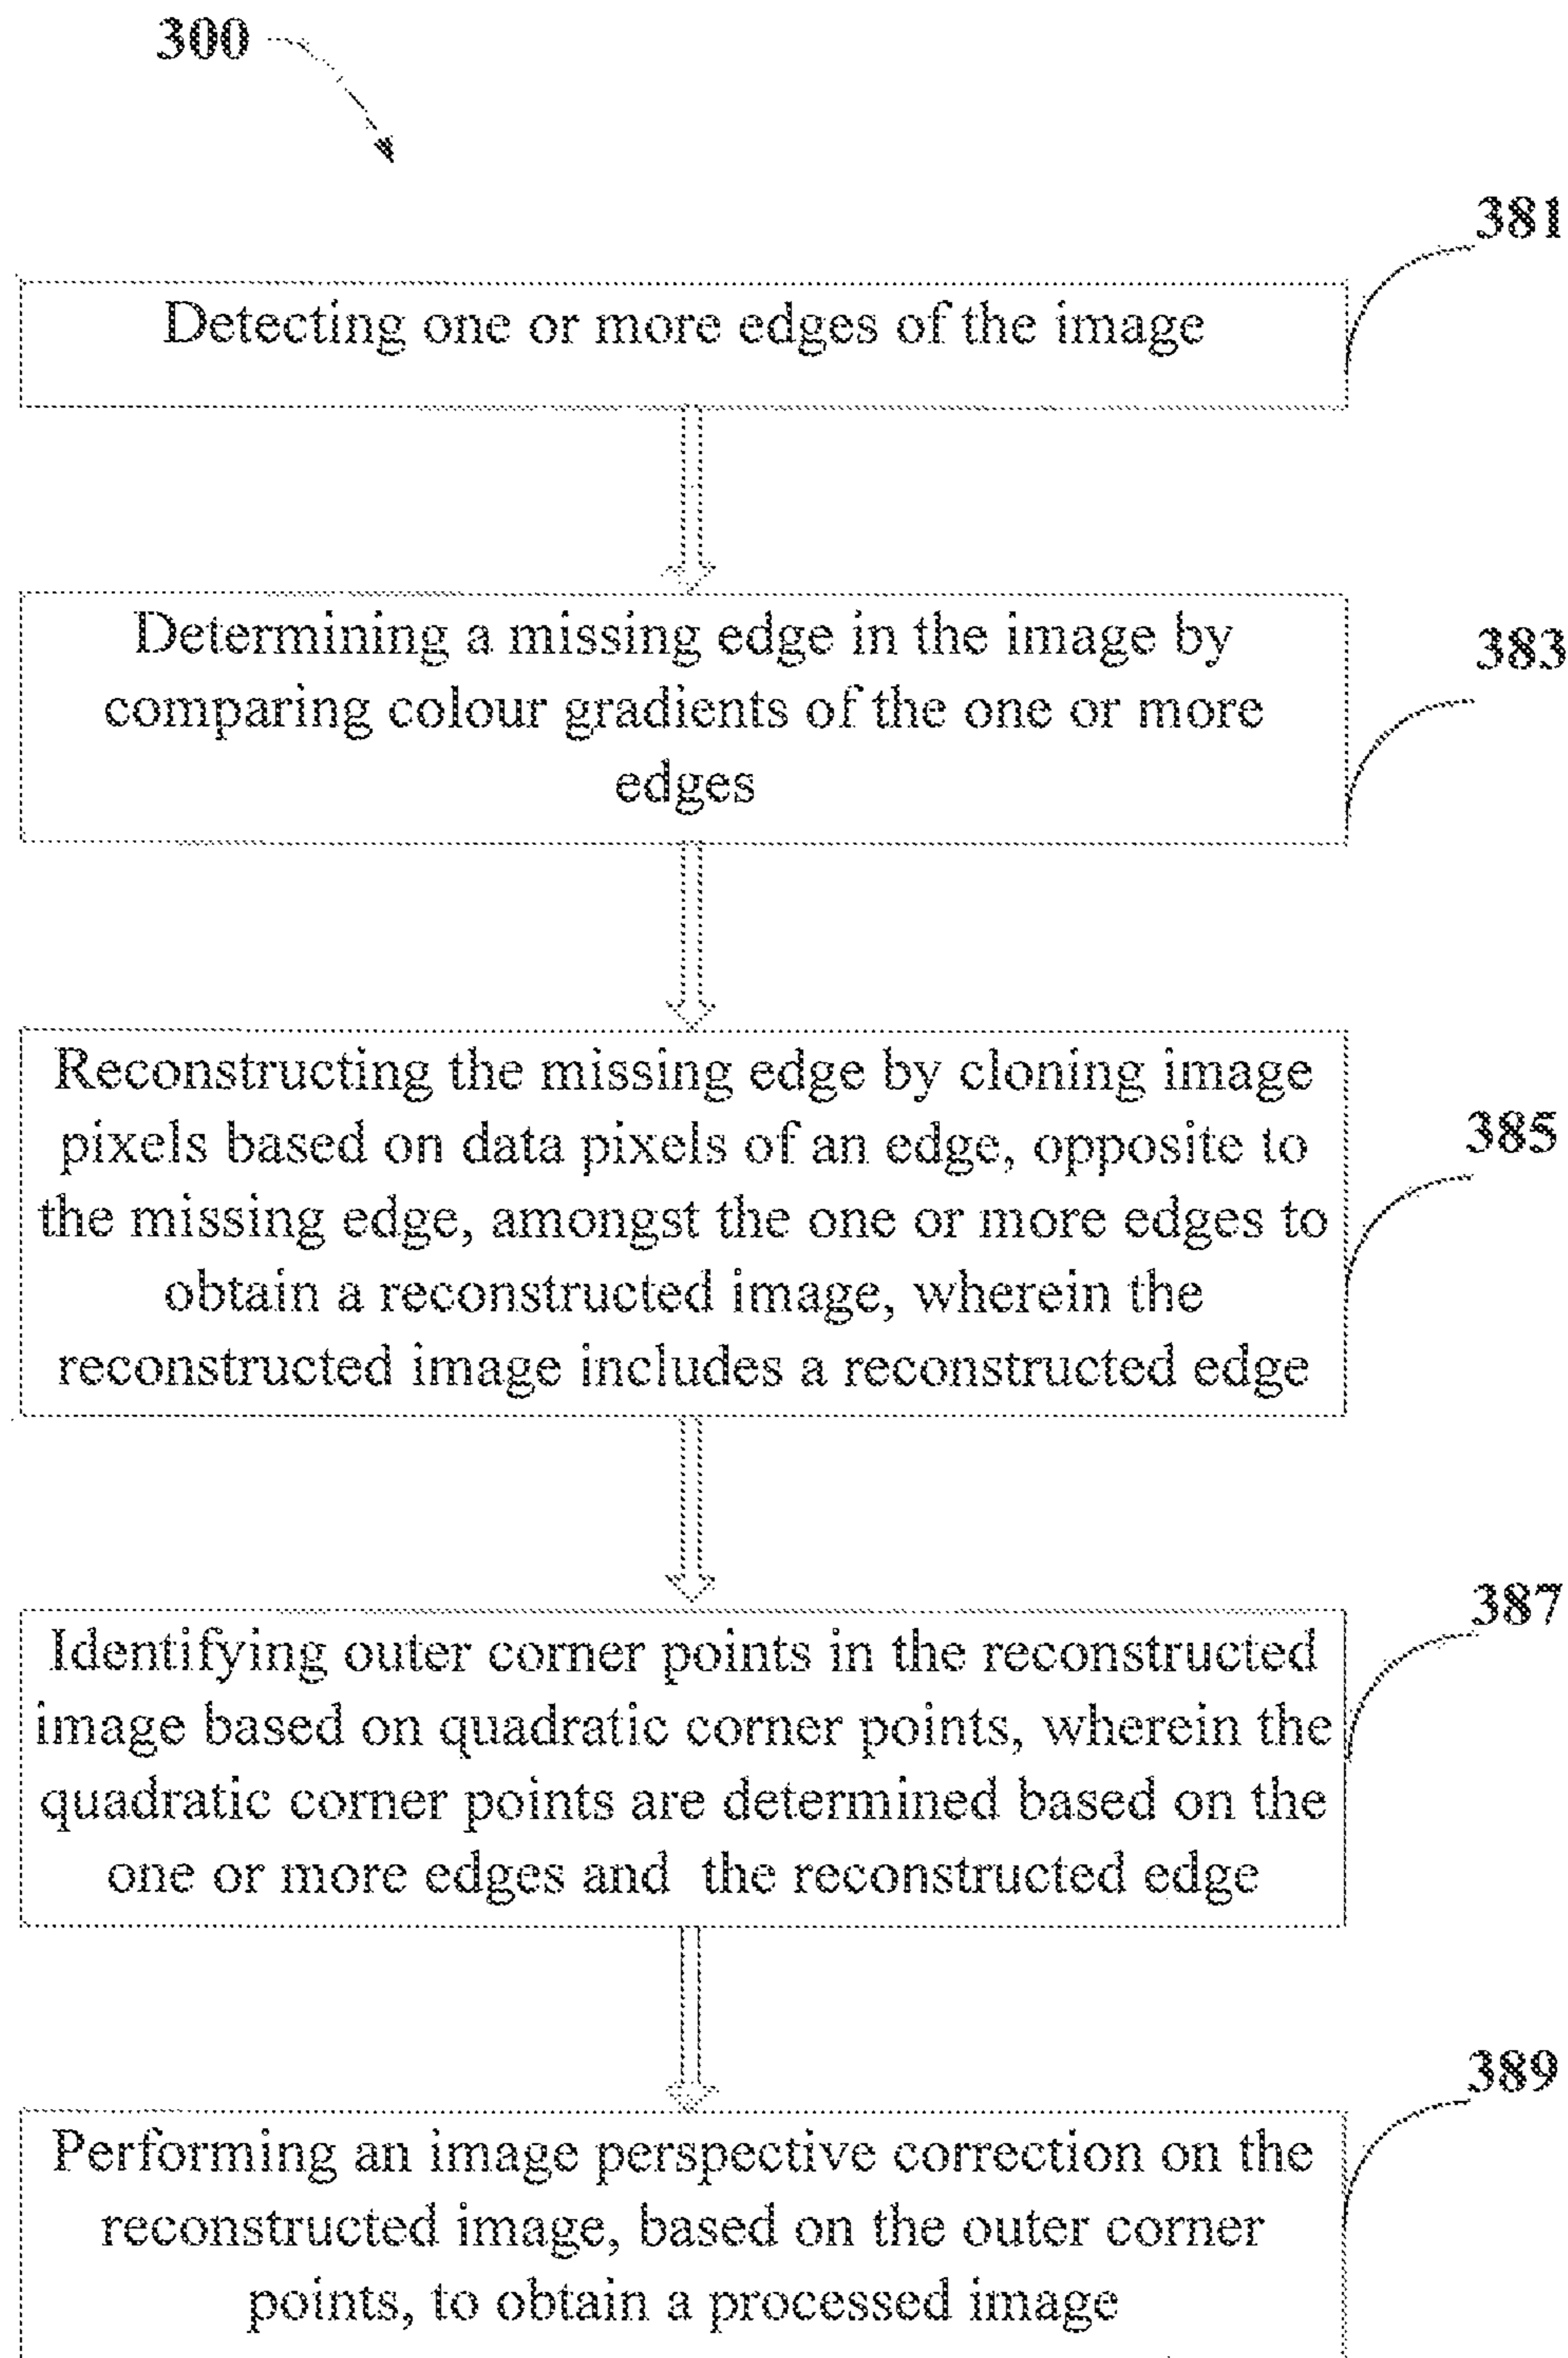 300
381
Detecting one or more edges of the image
383
Determining a missing edge in the image by
comparing colour gradients of the one or more
edges
385
Reconstructing the missing edge by cloning image
pixels based on data pixels of an edge, opposite to
the missing edge, amongst the one or more edges to
obtain a reconstructed image, wherein the
reconstructed image includes a reconstructed edge
387
Identifying outer corner points in the reconstructed
image based on quadratic corner points, wherein the
quadratic corner points are determined based on the
one or more edges and the reconstructed edge
389
Performing an image perspective correction on the
reconstructed image, based on the outer corner
points, to obtain a processed image